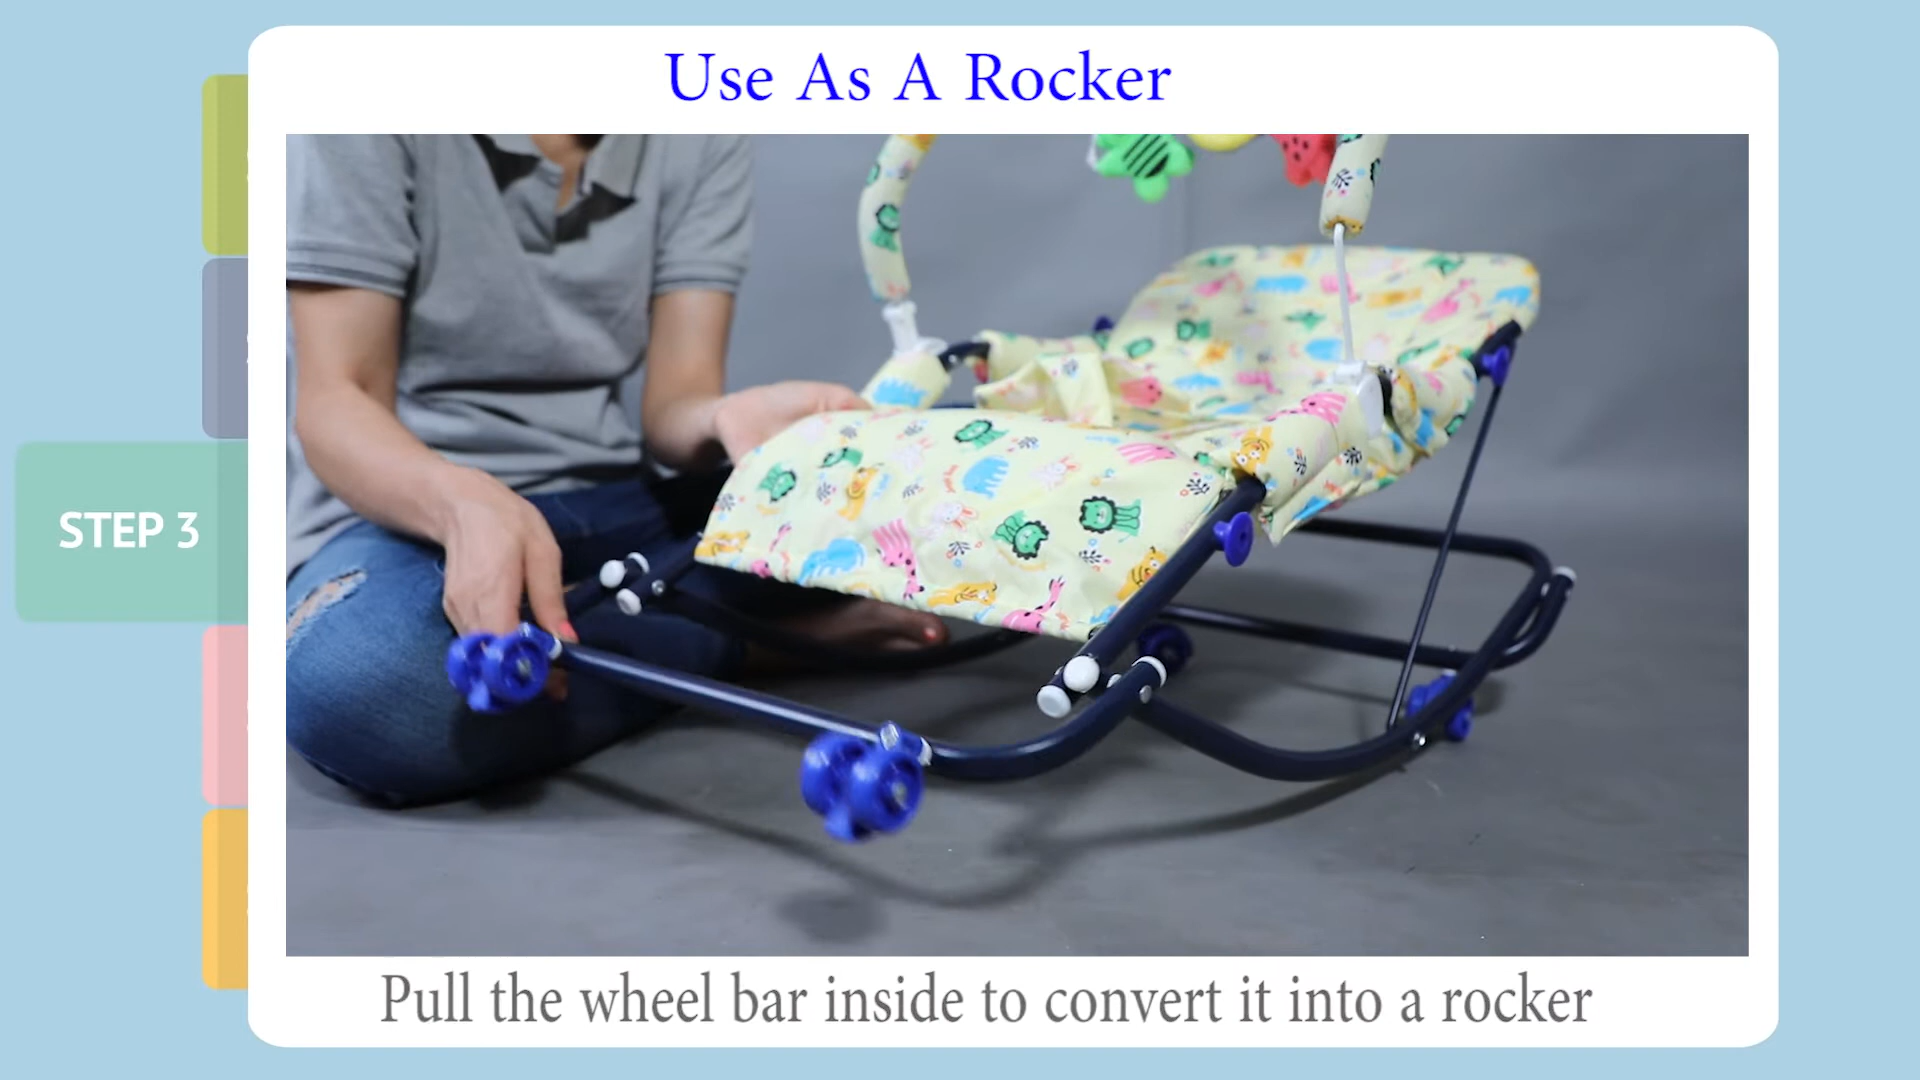 Use As A Rocker
STEP 3
Pull the wheel bar inside to convert it into a rocker